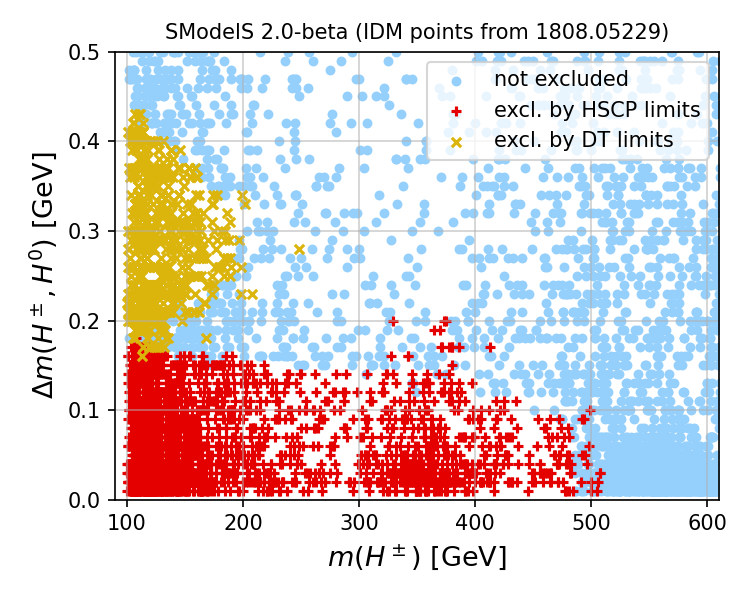 SModelS 2.0-beta (IDM points from 1808.05229)
not excluded
excl. by HSCP limits
excl. by DT limits
0.5
0.4
0.3
0.2
0.1
0.0
Δm(H±, H⁰) [GeV]
100 200 300 400 500 600
m(H±) [GeV]